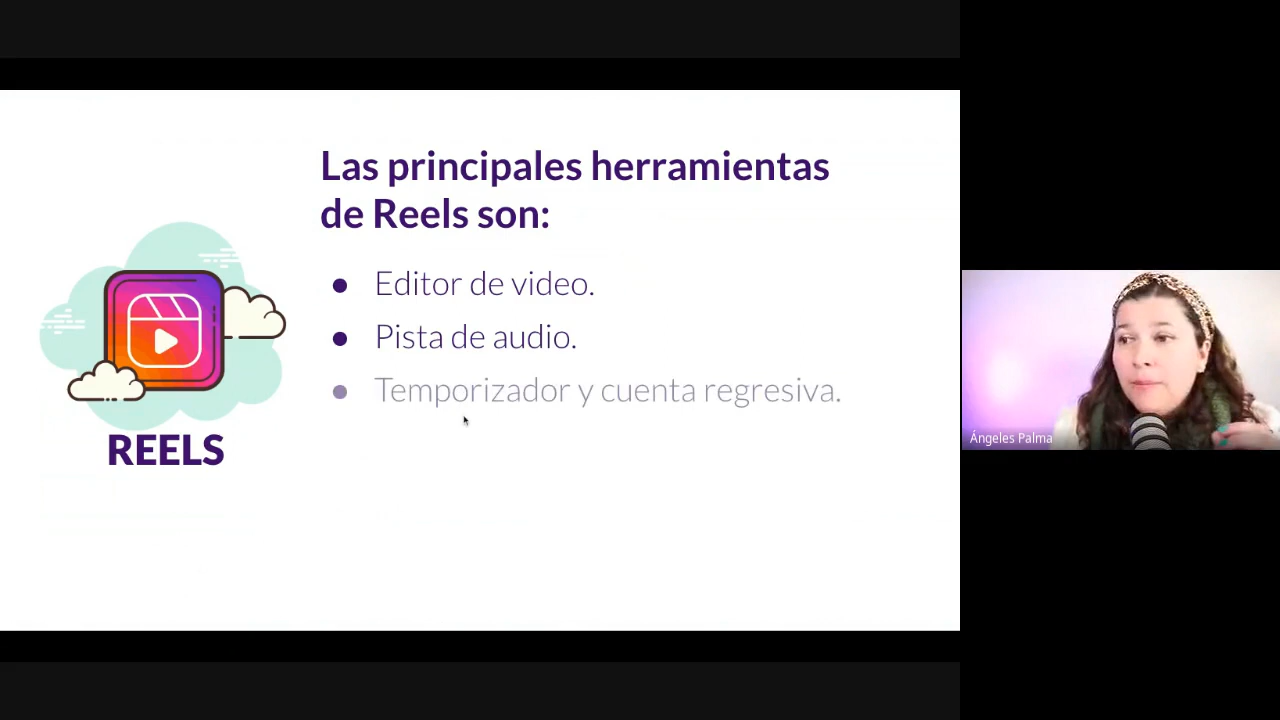 Las principales herramientas
de Reels son:
● Editor de video.
● Pista de audio.
● Temporizador y cuenta regresiva.
REELS
Ángeles Palma